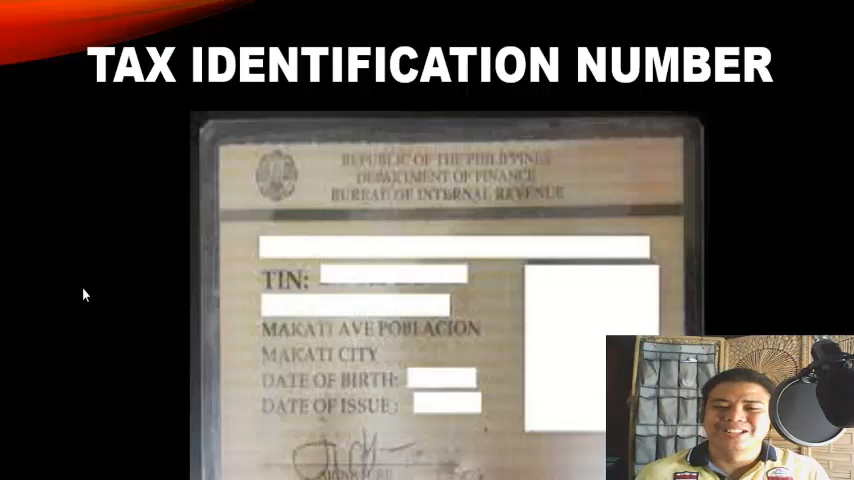 TAX IDENTIFICATION NUMBER
REPUBLIC OF THE PHILIPPINES
DEPARTMENT OF FINANCE
BUREAU OF INTERNAL REVENUE
TIN:
MAKATI AVE POBLACION
MAKATI CITY
DATE OF BIRTH:
DATE OF ISSUE :
SIGNATURE